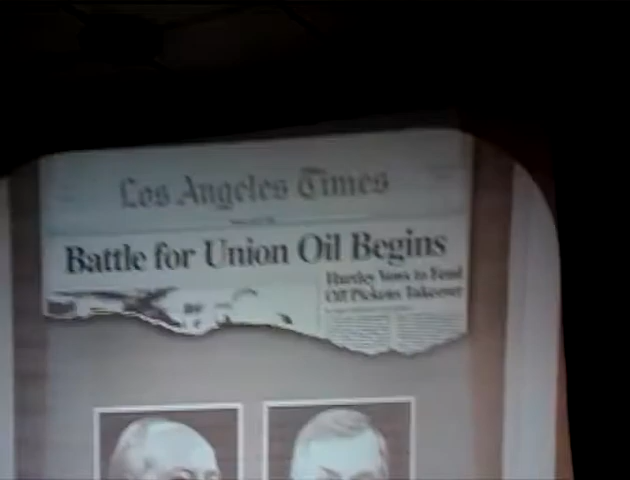 Los Angeles Times
Battle for Union Oil Begins
Hartley Vows to Fend
Off Pickens Takeover